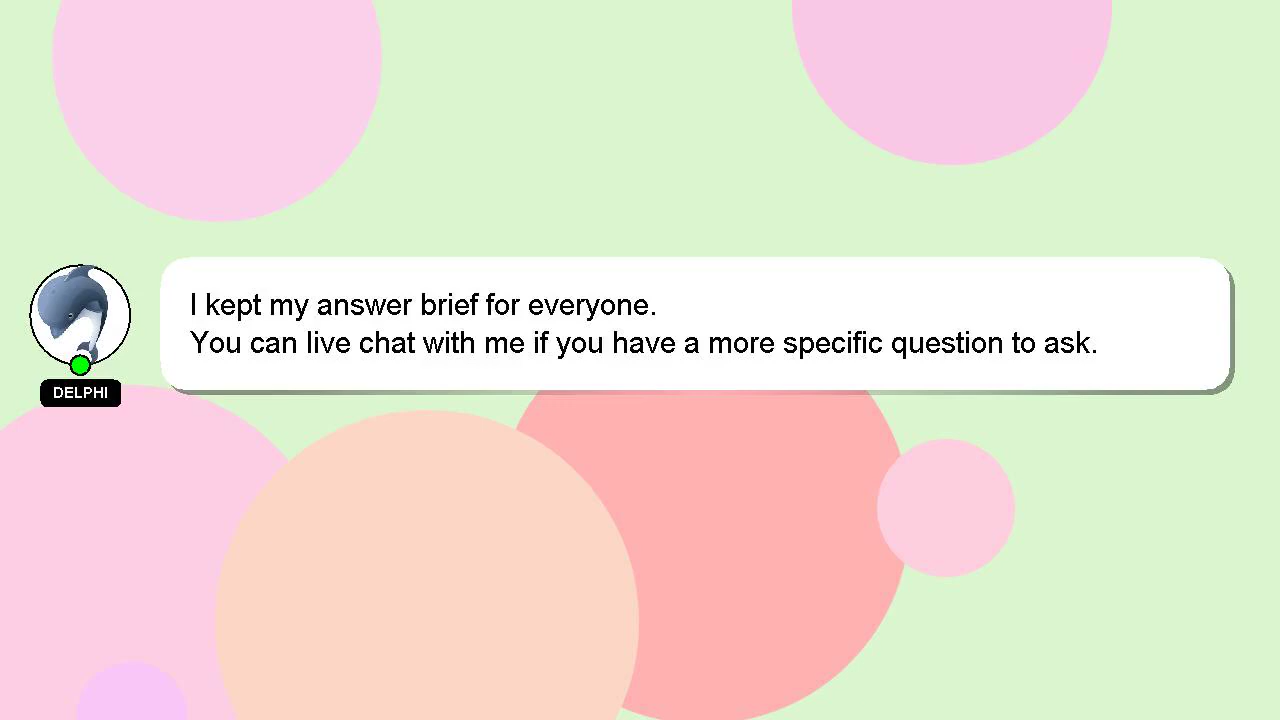 I kept my answer brief for everyone.
You can live chat with me if you have a more specific question to ask.
DELPHI